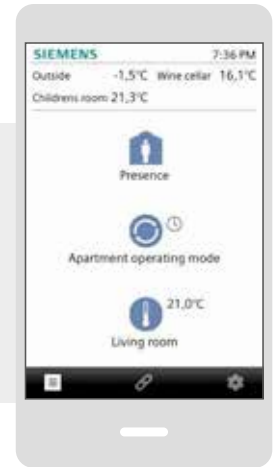 SIEMENS 7:36 PM
Outside -1,5°C Wine cellar 16,1°C
Childrens room 21,3°C
Presence
Apartment operating mode
21,0°C
Living room